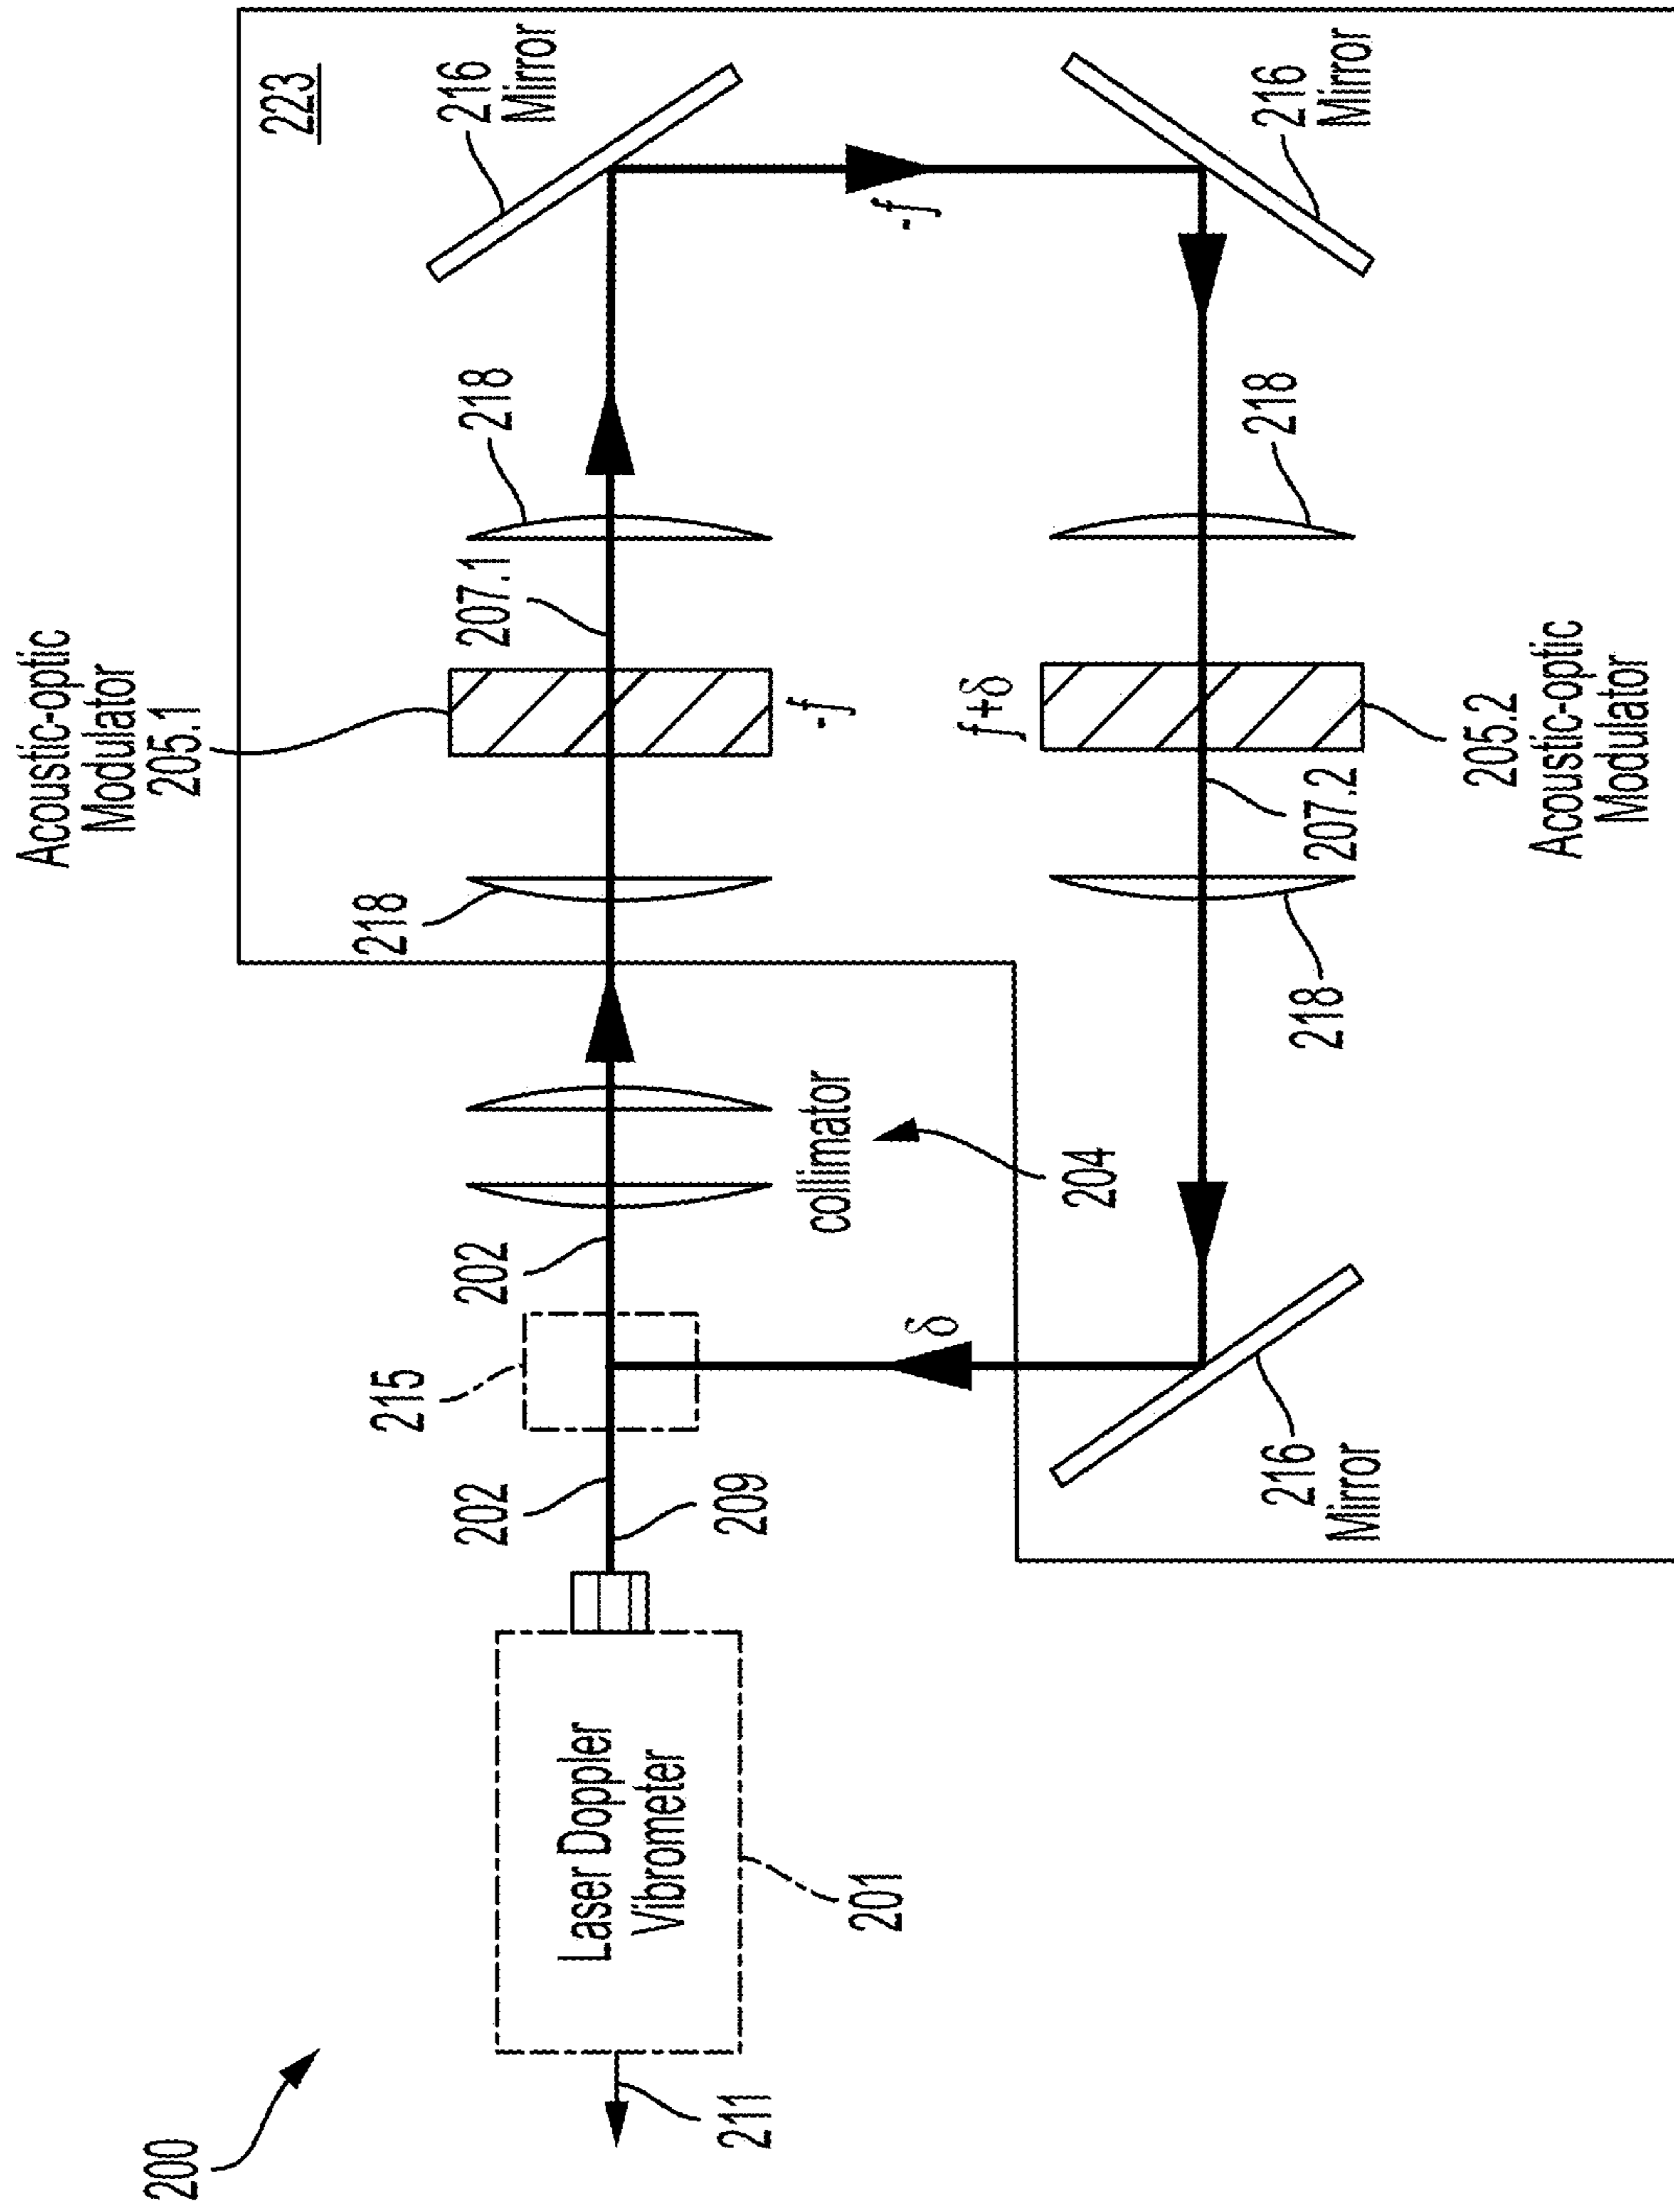 200
211
Laser Doppler
Vibrometer
201
202
209
215
202
collimator
204
δ
216
Mirror
223
Acoustic-optic
Modulator
205.1
218
207.1
-f
218
216
Mirror
-f
216
Mirror
218
f+δ
207.2
205.2
Acoustic-optic
Modulator
218